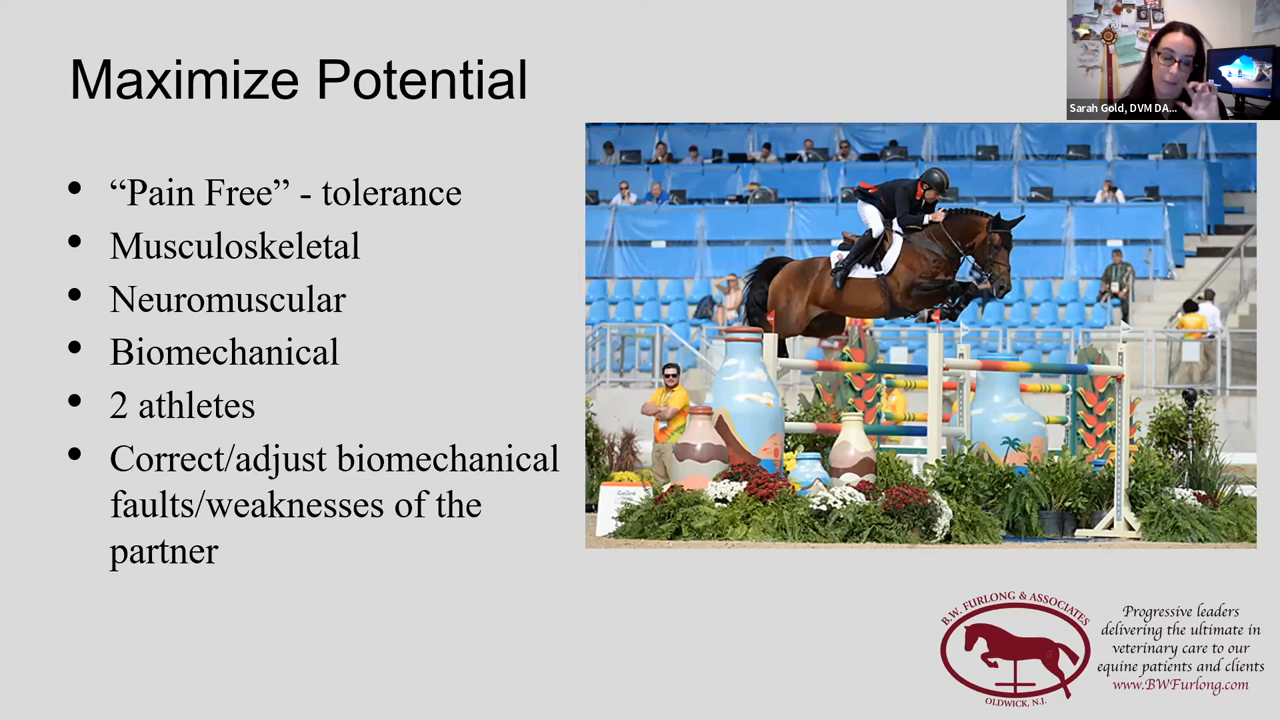 Maximize Potential
Sarah Gold, DVM DA...
• “Pain Free” - tolerance
• Musculoskeletal
• Neuromuscular
• Biomechanical
• 2 athletes
• Correct/adjust biomechanical
faults/weaknesses of the
partner
B.W. FURLONG & ASSOCIATES
OLDWICK, N.J.
Progressive leaders
delivering the ultimate in
veterinary care to our
equine patients and clients
www.BWFurlong.com